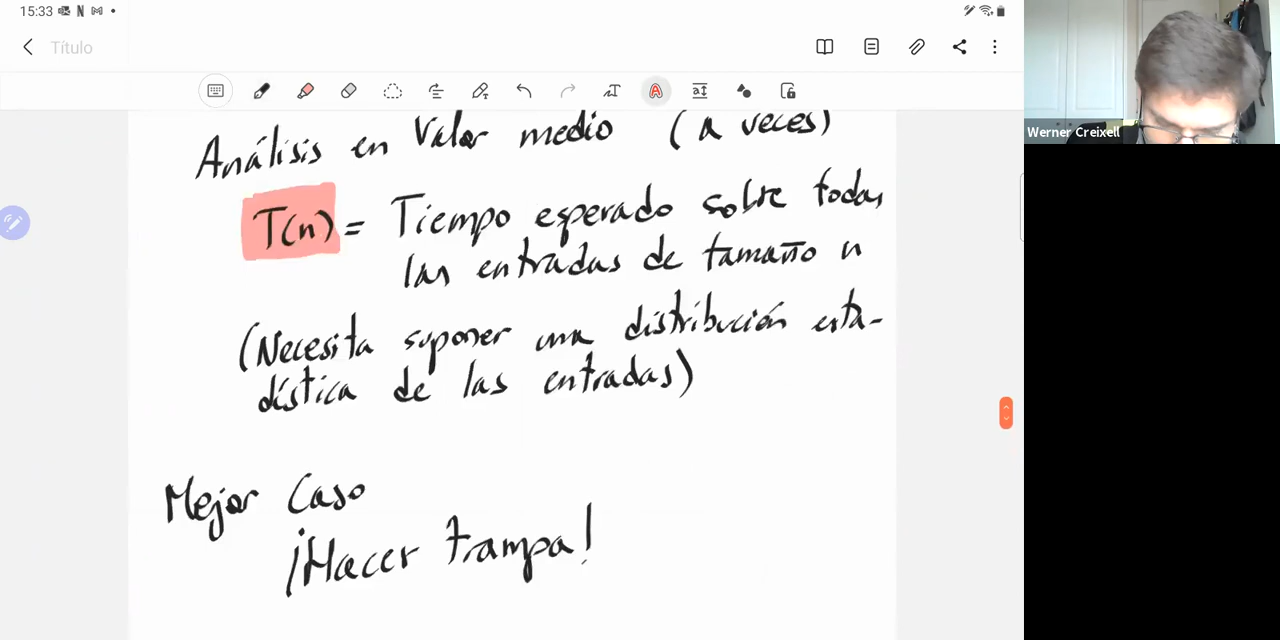 15:33
Título
Werner Creixell
Análisis en Valor medio (a veces)
T(n) = Tiempo esperado sobre todas
las entradas de tamaño n
(Necesita suponer una distribución esta-
dística de las entradas)
Mejor Caso
¡Hacer trampa!